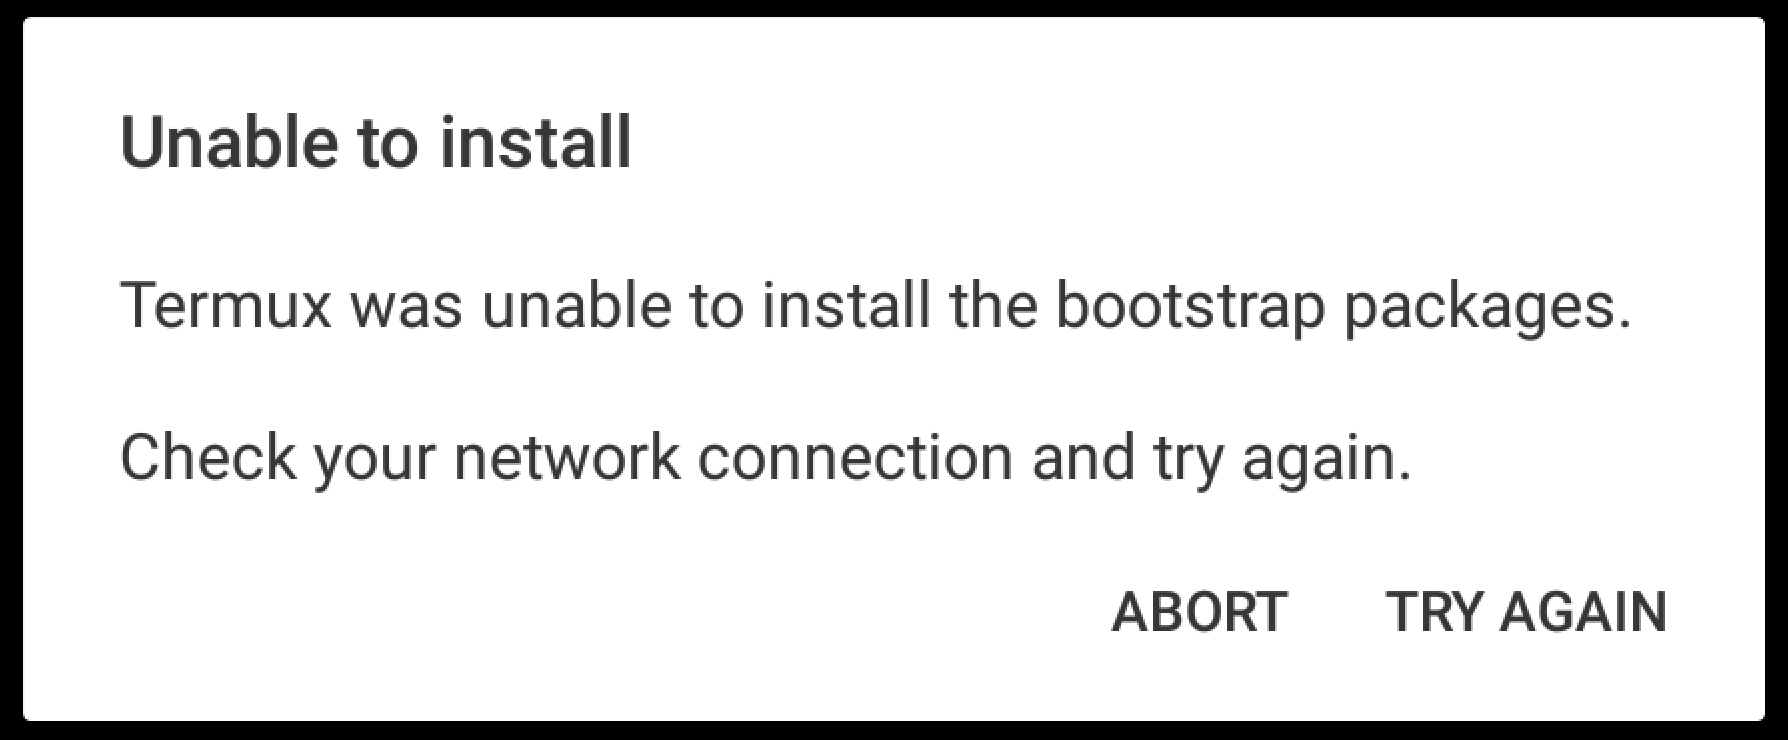 Unable to install
Termux was unable to install the bootstrap packages.
Check your network connection and try again.
ABORT TRY AGAIN